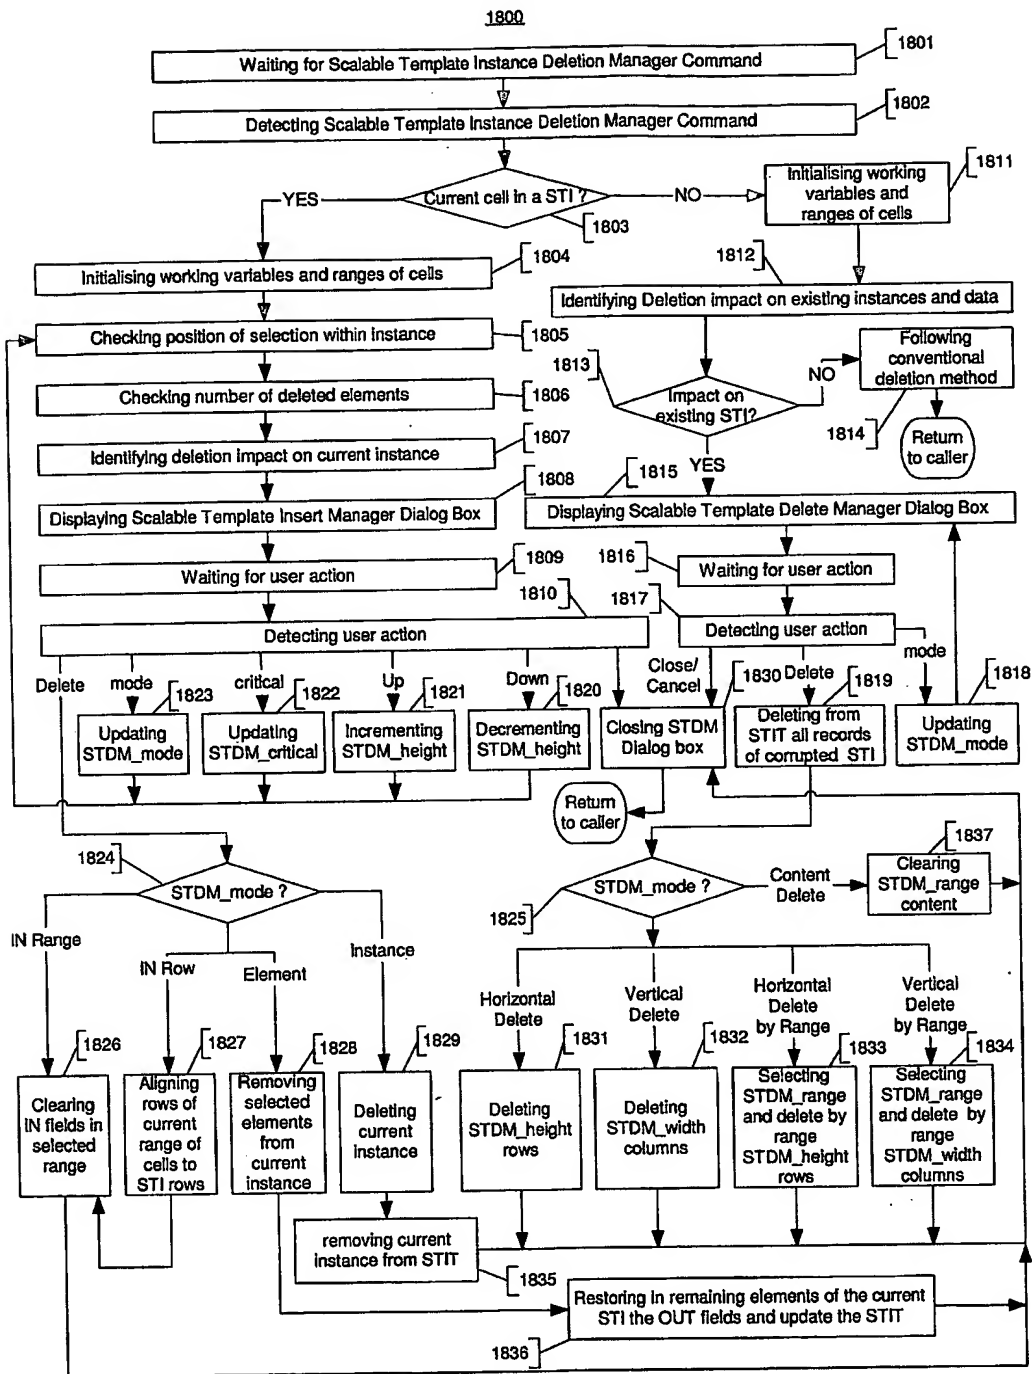 1800
1801
Waiting for Scalable Template Instance Deletion Manager Command
1802
Detecting Scalable Template Instance Deletion Manager Command
1811
Initialising working
variables and
ranges of cells
YES
Current cell in a STI ?
NO
1803
1804
Initialising working variables and ranges of cells
1812
Identifying Deletion impact on existing instances and data
1805
Checking position of selection within instance
1813
Impact on
existing STI?
NO
Following
conventional
deletion method
1806
Checking number of deleted elements
1814
Return
to caller
1807
Identifying deletion impact on current instance
YES
1808
1815
Displaying Scalable Template Insert Manager Dialog Box
Displaying Scalable Template Delete Manager Dialog Box
1809
Waiting for user action
1816
Waiting for user action
1810
Detecting user action
1817
Detecting user action
Delete
mode
critical
Up
Down
Close/
Cancel
Delete
mode
1823
Updating
STDM_mode
1822
Updating
STDM_critical
1821
Incrementing
STDM_height
1820
Decrementing
STDM_height
1830
Closing STDM
Dialog box
1819
Deleting from
STIT all records
of corrupted STI
1818
Updating
STDM_mode
Return
to caller
1824
STDM_mode ?
1825
STDM_mode ?
Content
Delete
1837
Clearing
STDM_range
content
IN Range
IN Row
Element
Instance
Horizontal
Delete
Vertical
Delete
Horizontal
Delete
by Range
Vertical
Delete
by Range
1826
Clearing
IN fields in
selected
range
1827
Aligning
rows of
current
range of
cells to
STI rows
1828
Removing
selected
elements
from
current
instance
1829
Deleting
current
instance
1831
Deleting
STDM_height
rows
1832
Deleting
STDM_width
columns
1833
Selecting
STDM_range
and delete by
range
STDM_height
rows
1834
Selecting
STDM_range
and delete by
range
STDM_width
columns
removing current
instance from STIT
1835
Restoring in remaining elements of the current
STI the OUT fields and update the STIT
1836